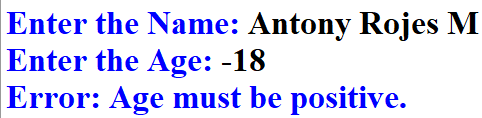 Enter the Name: Antony Rojes M
Enter the Age: -18
Error: Age must be positive.